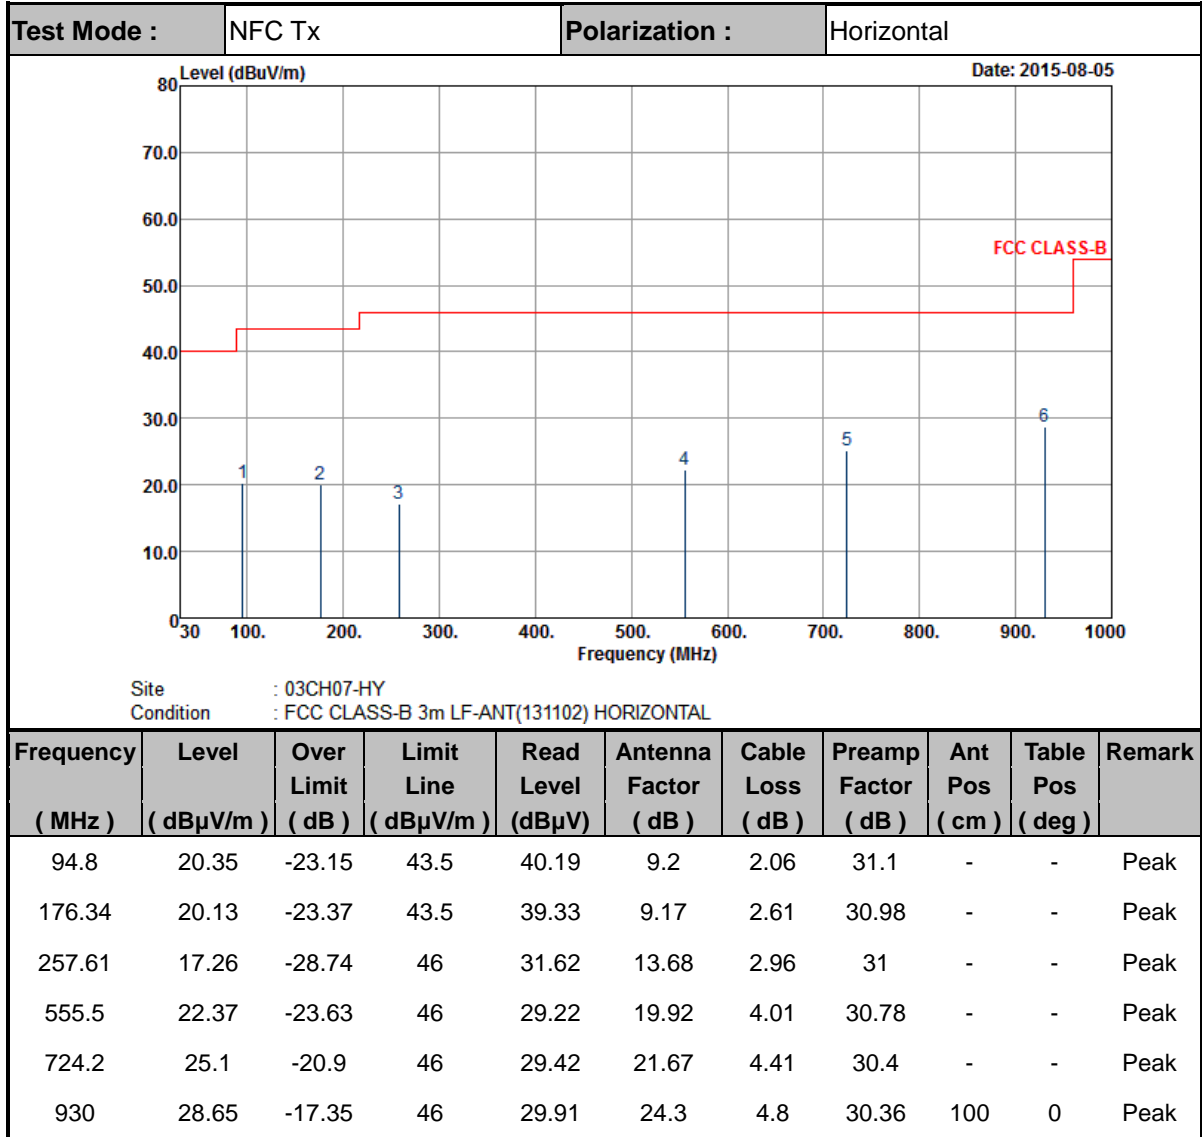 Test Mode : NFC Tx Polarization : Horizontal
Level (dBuV/m) Date: 2015-08-05
80
70.0
60.0
FCC CLASS-B
50.0
40.0
30.0
6
5
4
1 2
3
20.0
10.0
0
30 100. 200. 300. 400. 500. 600. 700. 800. 900. 1000
Frequency (MHz)
Site : 03CH07-HY
Condition : FCC CLASS-B 3m LF-ANT(131102) HORIZONTAL
Frequency Level Over Limit Read Antenna Cable Preamp Ant Table Remark
Limit Line Level Factor Loss Factor Pos Pos
( MHz ) ( dBµV/m ) ( dB ) ( dBµV/m ) (dBµV) ( dB ) ( dB ) ( dB ) ( cm ) ( deg )
94.8 20.35 -23.15 43.5 40.19 9.2 2.06 31.1 - - Peak
176.34 20.13 -23.37 43.5 39.33 9.17 2.61 30.98 - - Peak
257.61 17.26 -28.74 46 31.62 13.68 2.96 31 - - Peak
555.5 22.37 -23.63 46 29.22 19.92 4.01 30.78 - - Peak
724.2 25.1 -20.9 46 29.42 21.67 4.41 30.4 - - Peak
930 28.65 -17.35 46 29.91 24.3 4.8 30.36 100 0 Peak